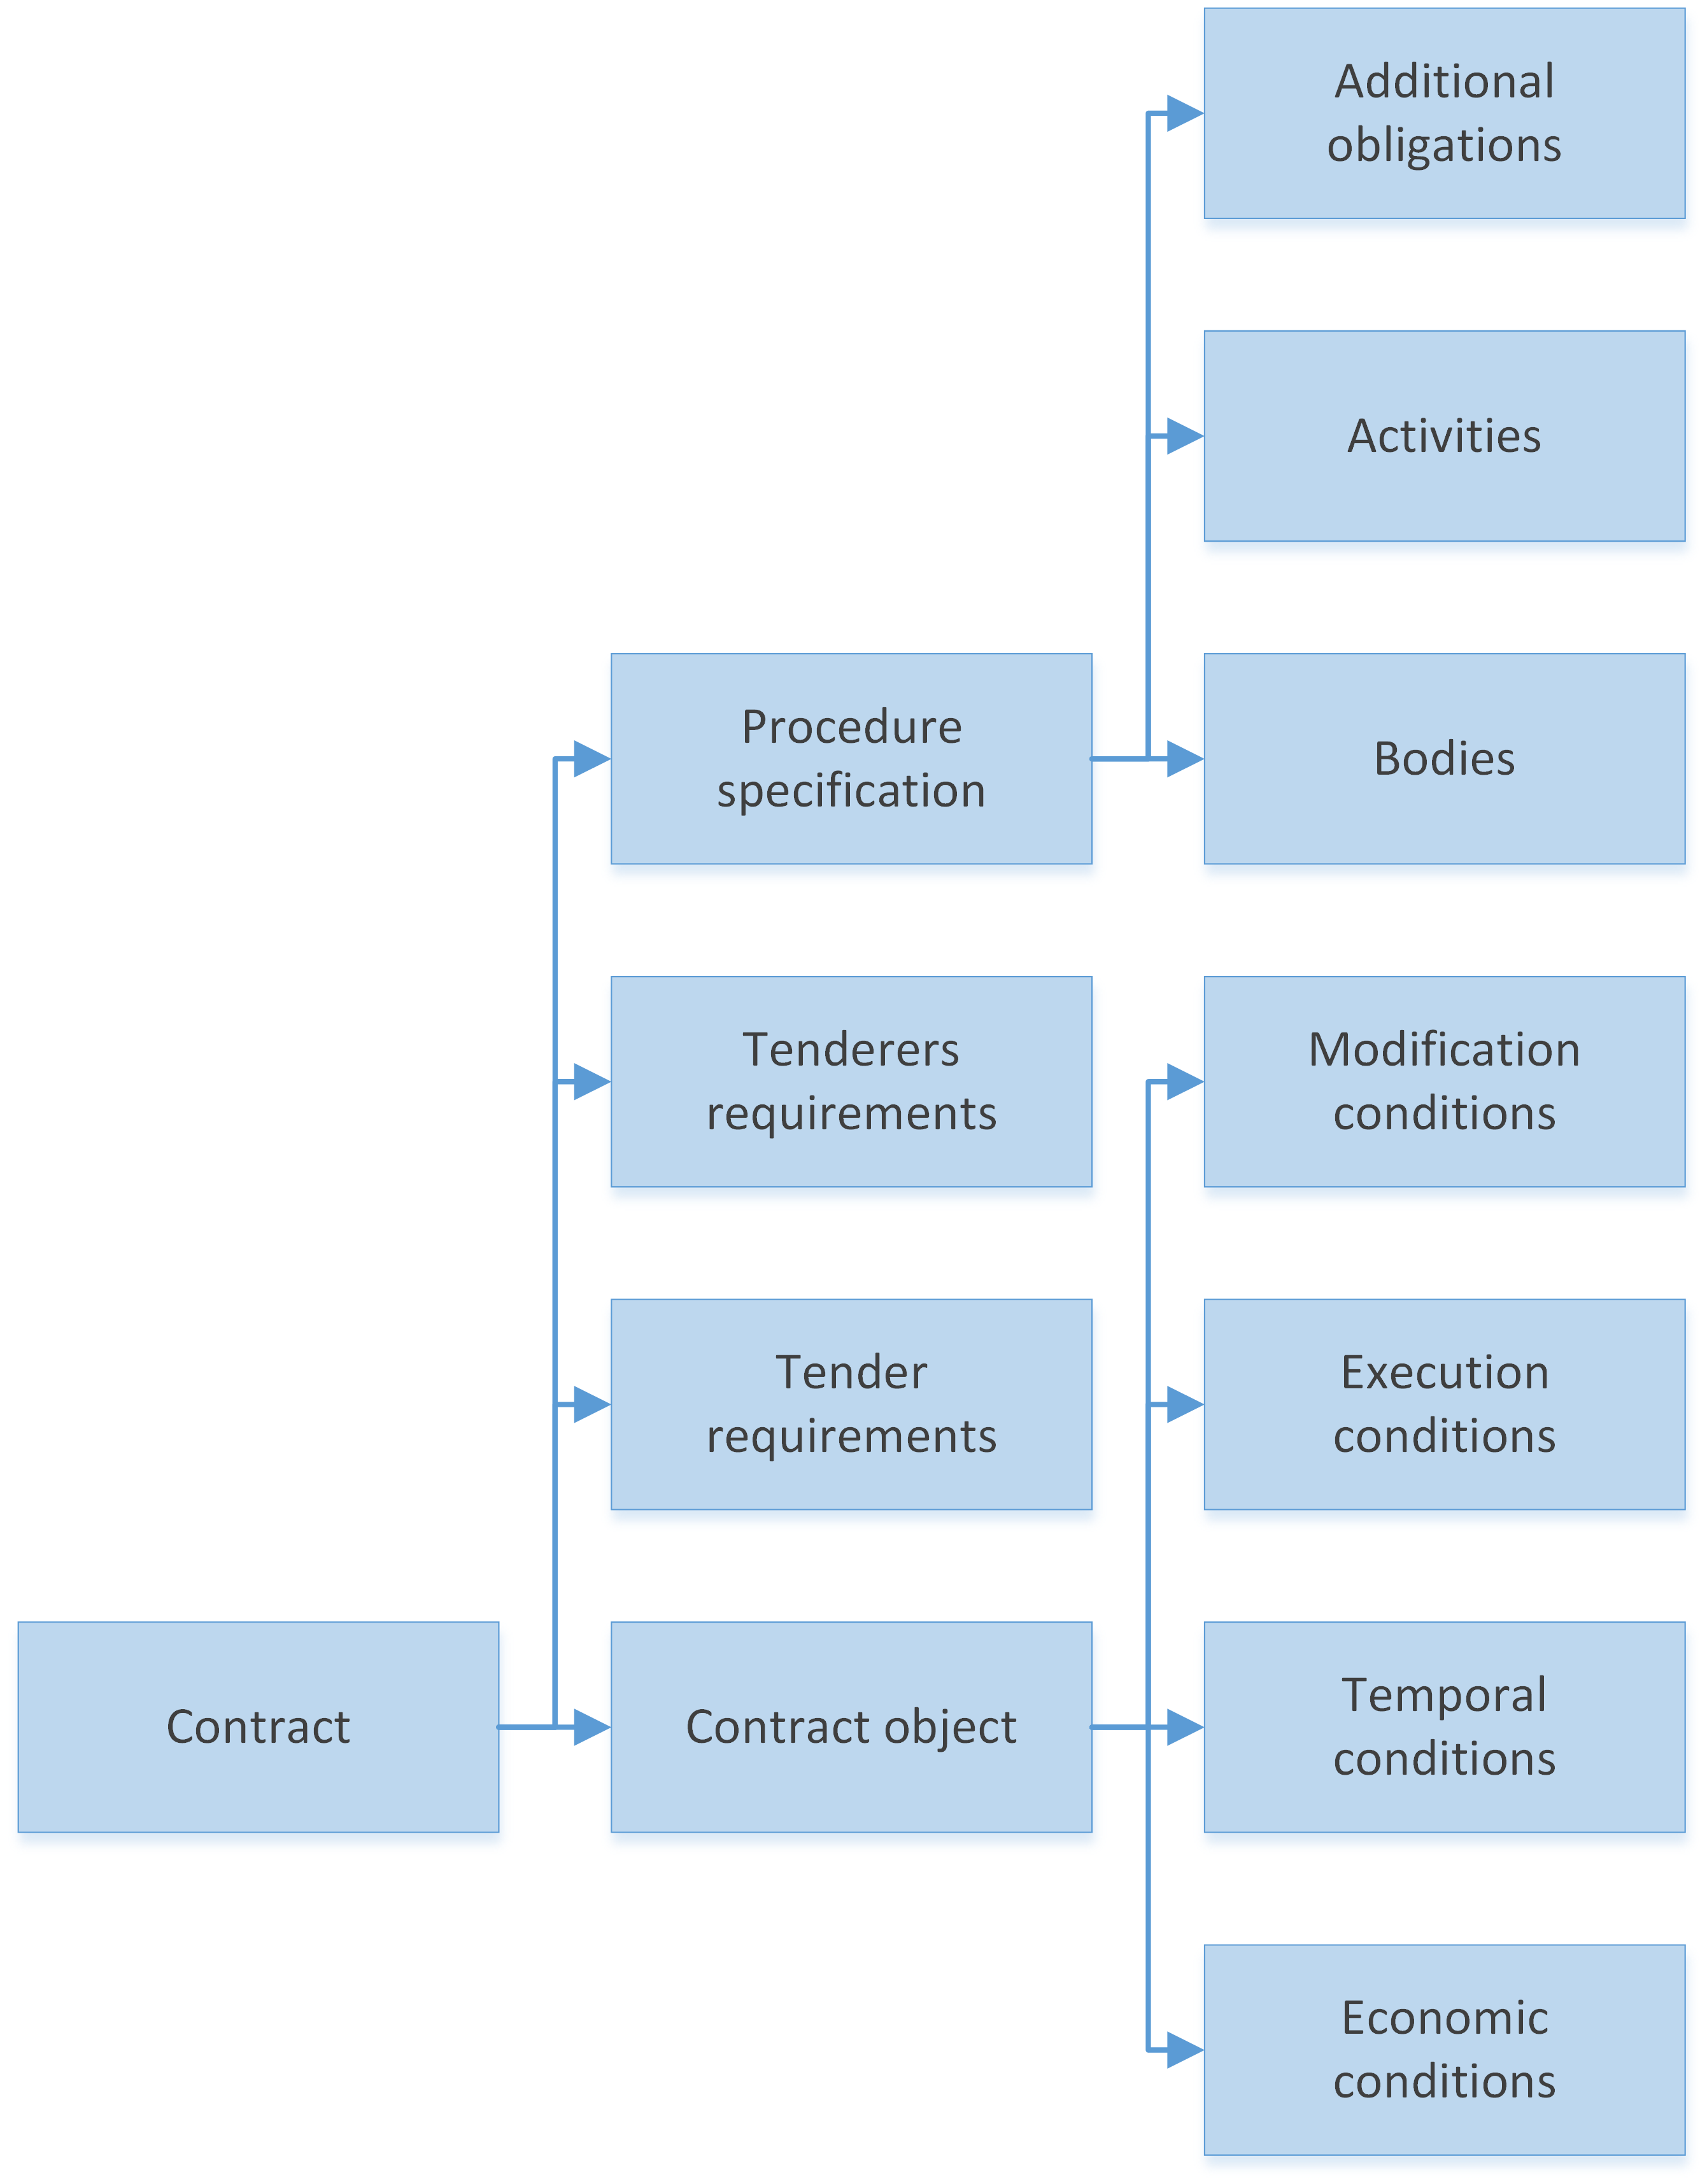 Additional
obligations
Activities
Procedure
specification
Bodies
Tenderers
requirements
Modification
conditions
Tender
requirements
Execution
conditions
Contract
Contract object
Temporal
conditions
Economic
conditions